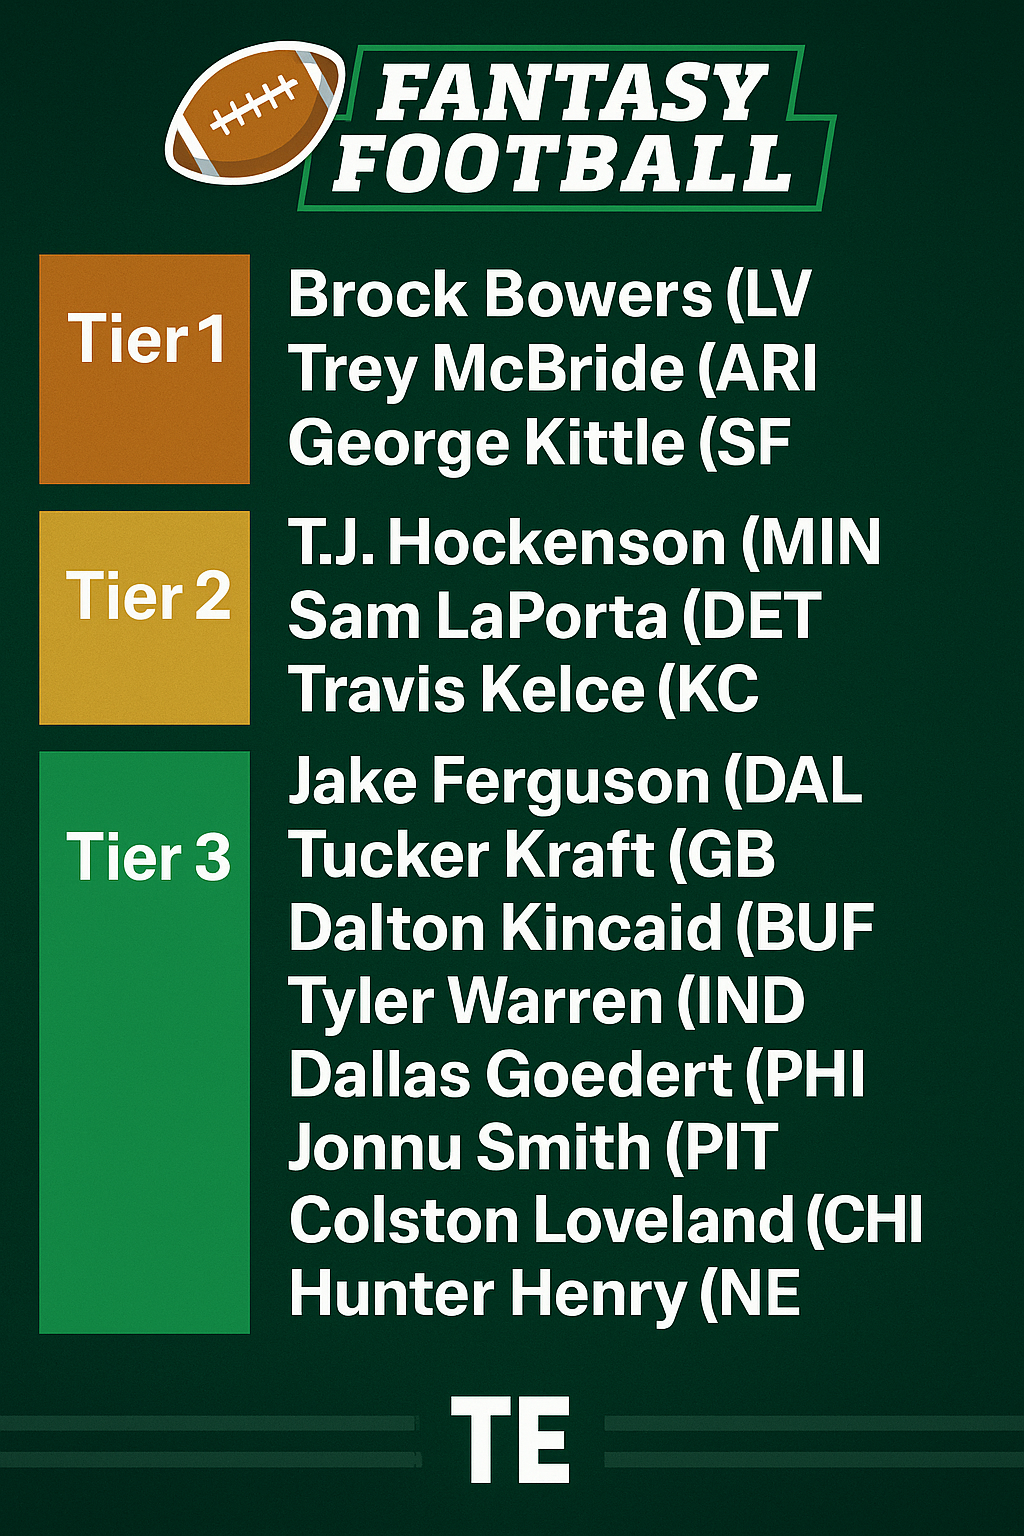 FANTASY
FOOTBALL
Tier 1
Brock Bowers (LV
Trey McBride (ARI
George Kittle (SF
Tier 2
T.J. Hockenson (MIN
Sam LaPorta (DET
Travis Kelce (KC
Tier 3
Jake Ferguson (DAL
Tucker Kraft (GB
Dalton Kincaid (BUF
Tyler Warren (IND
Dallas Goedert (PHI
Jonnu Smith (PIT
Colston Loveland (CHI
Hunter Henry (NE
TE